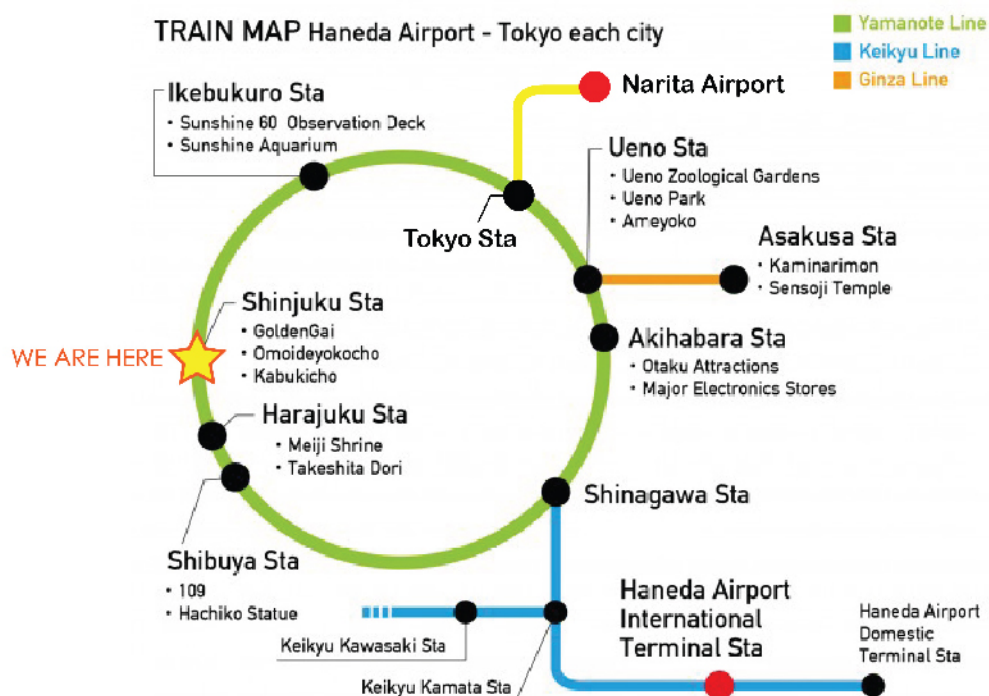 TRAIN MAP Haneda Airport - Tokyo each city
Yamanote Line
Keikyu Line
Ginza Line
Narita Airport
Ikebukuro Sta
• Sunshine 60 Observation Deck
• Sunshine Aquarium
Ueno Sta
• Ueno Zoological Gardens
• Ueno Park
• Ameyoko
Tokyo Sta
Asakusa Sta
• Kaminarimon
• Sensoji Temple
Shinjuku Sta
• GoldenGai
• Omoideyokocho
• Kabukicho
WE ARE HERE
Akihabara Sta
• Otaku Attractions
• Major Electronics Stores
Harajuku Sta
• Meiji Shrine
• Takeshita Dori
Shinagawa Sta
Shibuya Sta
• 109
• Hachiko Statue
Haneda Airport
International
Terminal Sta
Haneda Airport
Domestic
Terminal Sta
Keikyu Kawasaki Sta
Keikyu Kamata Sta